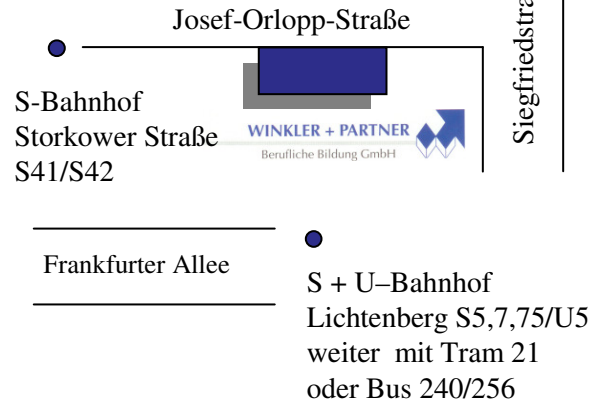 Josef-Orlopp-Straße
S-Bahnhof
Storkower Straße
S41/S42
WINKLER + PARTNER
Berufliche Bildung GmbH
Frankfurter Allee
S + U–Bahnhof
Lichtenberg S5,7,75/U5
weiter mit Tram 21
oder Bus 240/256